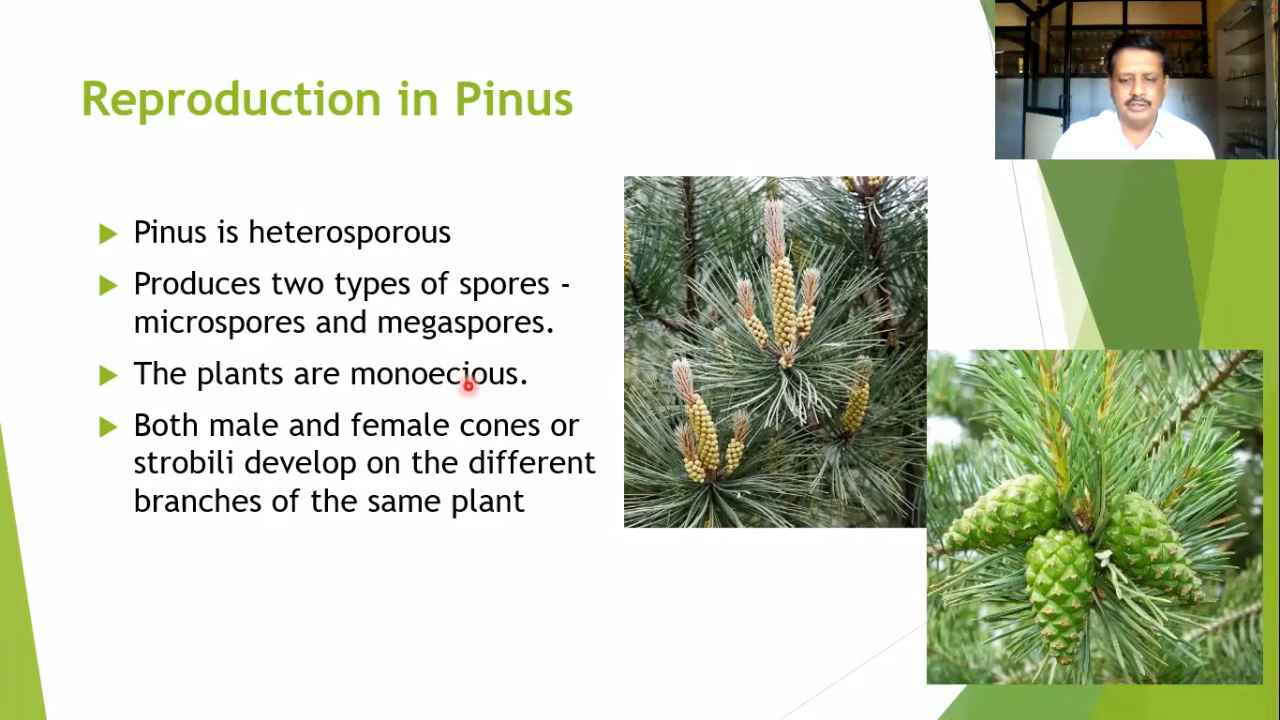 Reproduction in Pinus
Pinus is heterosporous
Produces two types of spores -
microspores and megaspores.
The plants are monoecious.
Both male and female cones or
strobili develop on the different
branches of the same plant